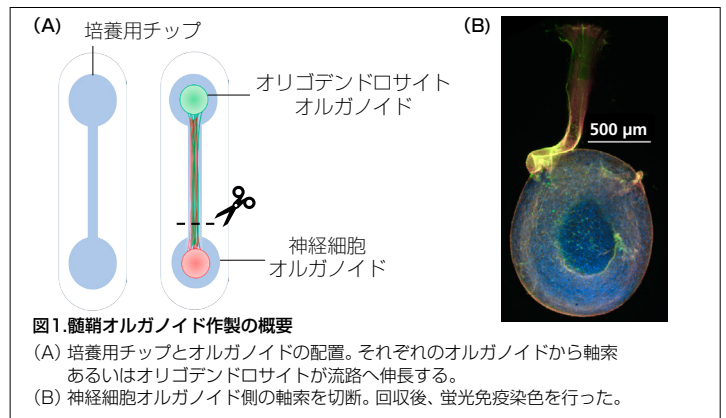 (A)
培養用チップ
オリゴデンドロサイト
オルガノイド
神経細胞
オルガノイド
(B)
500 μm
図1.髄鞘オルガノイド作製の概要
(A) 培養用チップとオルガノイドの配置。それぞれのオルガノイドから軸索
あるいはオリゴデンドロサイトが流路へ伸長する。
(B) 神経細胞オルガノイド側の軸索を切断。回収後、蛍光免疫染色を行った。